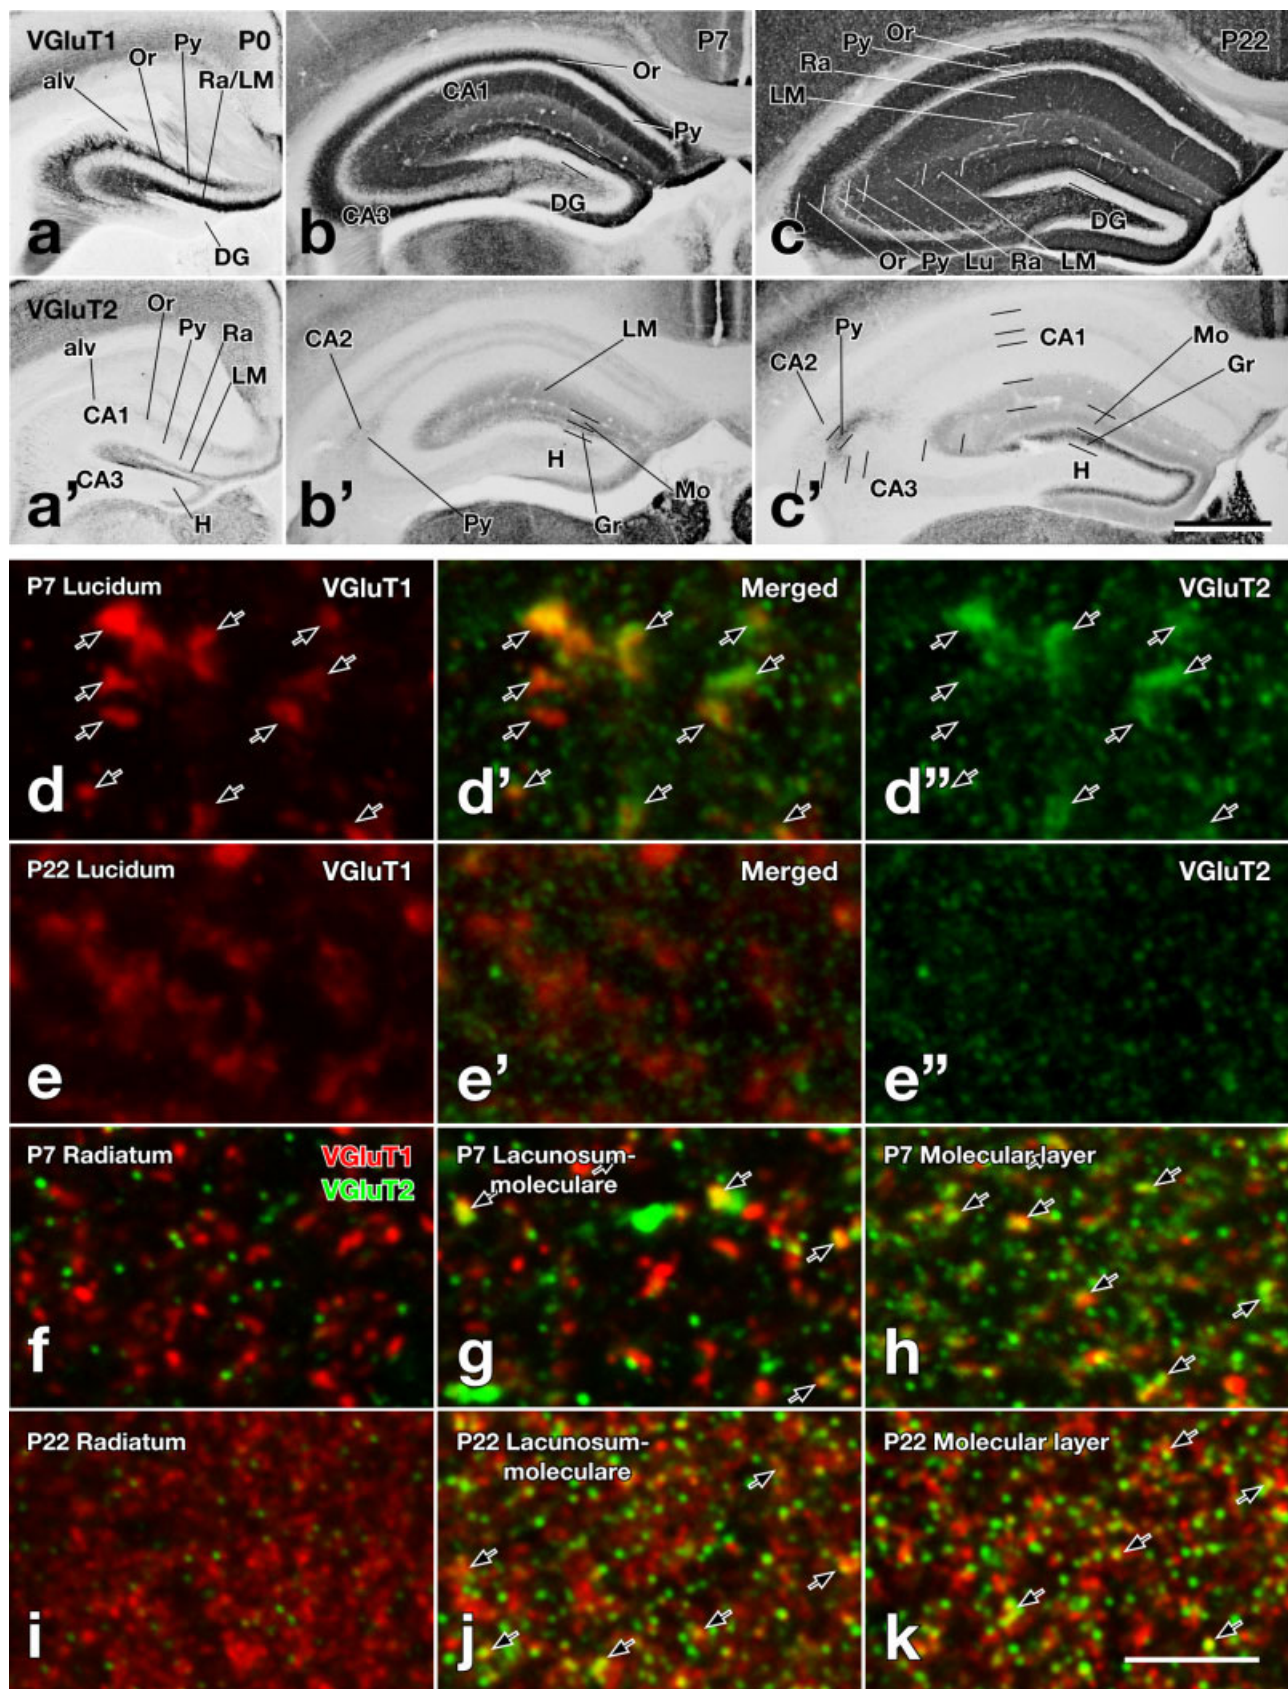 VGluT1
P0
Py
Or
alv
Ra/LM
DG
a
P7
Or
CA1
Py
DG
CA3
b
P22
Or
Py
Ra
LM
DG
Or
Py
Lu
Ra
LM
c
VGluT2
Or
Py
Ra
alv
LM
CA1
CA3
H
a’
CA2
LM
H
Mo
Py
Gr
b’
Py
CA1
Mo
CA2
Gr
H
CA3
c’
P7 Lucidum
VGluT1
d
Merged
d’
VGluT2
d”
P22 Lucidum
VGluT1
e
Merged
e’
VGluT2
e”
P7 Radiatum
VGluT1
VGluT2
f
P7 Lacunosum-
moleculare
g
P7 Molecular layer
h
P22 Radiatum
i
P22 Lacunosum-
moleculare
j
P22 Molecular layer
k